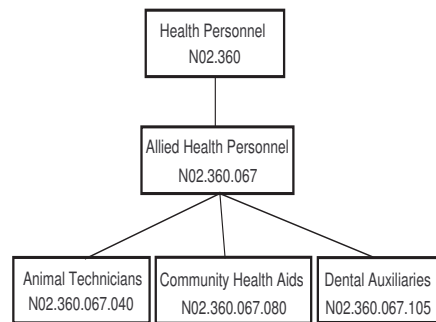 Health Personnel
N02.360
Allied Health Personnel
N02.360.067
Animal Technicians
N02.360.067.040
Community Health Aids
N02.360.067.080
Dental Auxiliaries
N02.360.067.105